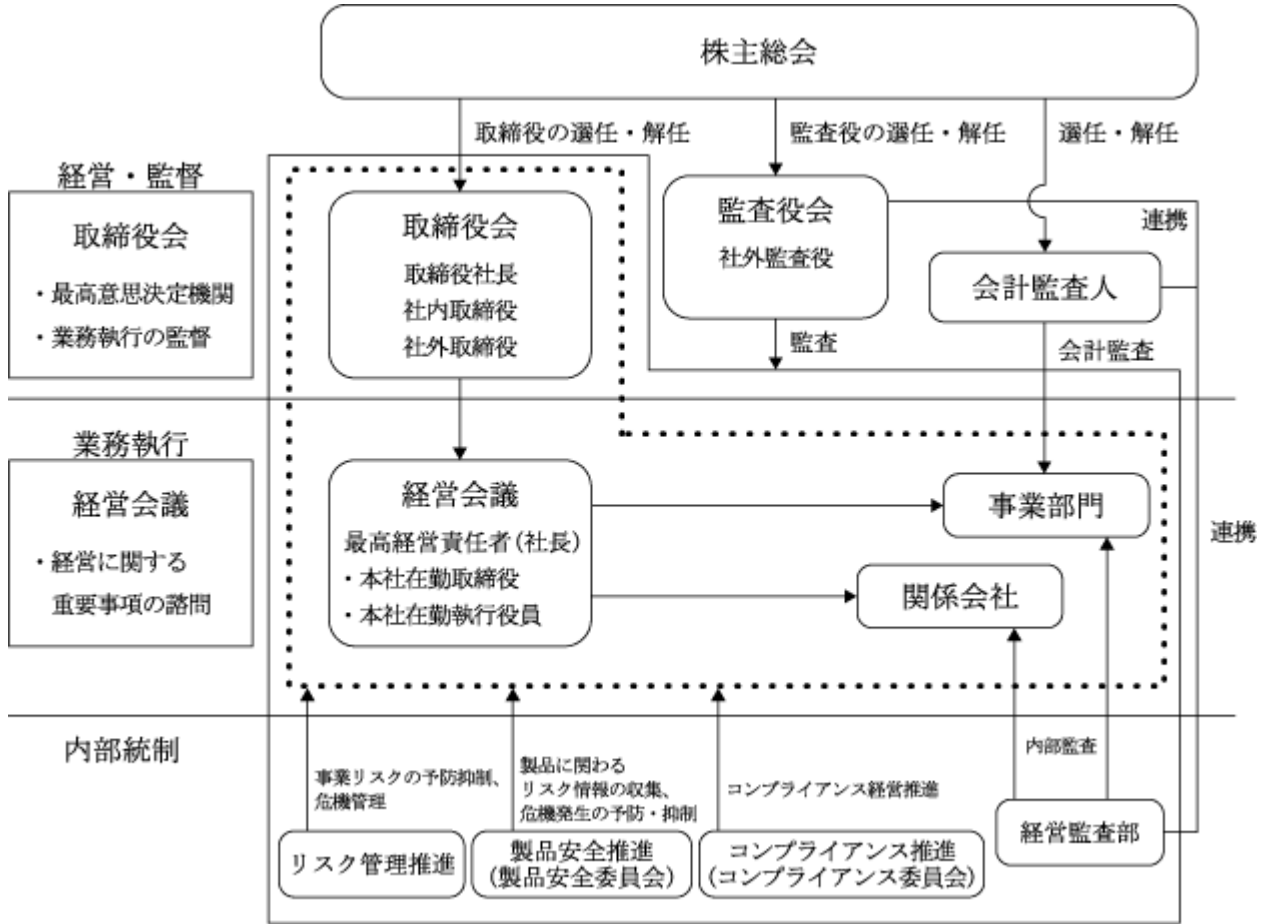 株主総会
取締役の選任・解任
監査役の選任・解任
選任・解任
経営・監督
取締役会
・最高意思決定機関
・業務執行の監督
取締役会
取締役社長
社内取締役
社外取締役
監査役会
社外監査役
連携
会計監査人
監査
会計監査
業務執行
経営会議
・経営に関する
重要事項の諮問
経営会議
最高経営責任者(社長)
・本社在勤取締役
・本社在勤執行役員
事業部門
関係会社
連携
内部統制
事業リスクの予防抑制、
危機管理
製品に関わる
リスク情報の収集、
危機発生の予防・抑制
コンプライアンス経営推進
内部監査
リスク管理推進
製品安全推進
(製品安全委員会)
コンプライアンス推進
(コンプライアンス委員会)
経営監査部